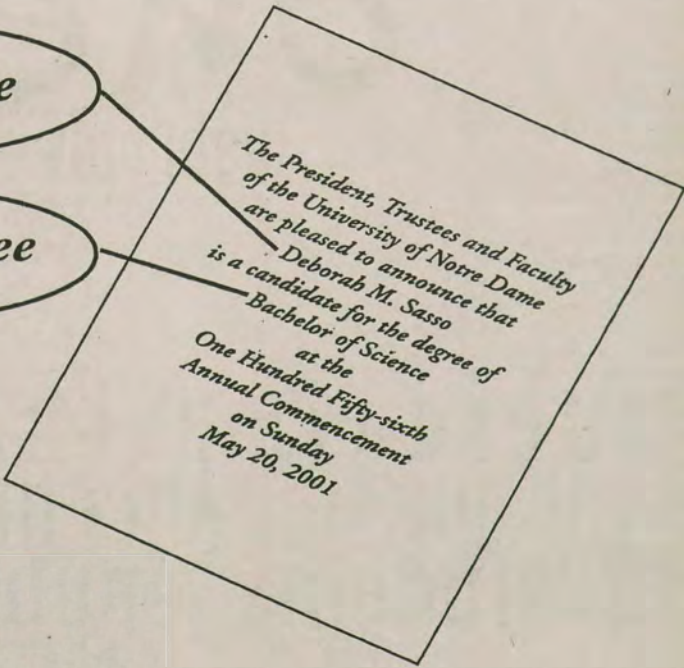 e
ee
The President, Trustees and Faculty
of the University of Notre Dame
are pleased to announce that
Deborah M. Sasso
is a candidate for the degree of
Bachelor of Science
at the
One Hundred Fifty-sixth
Annual Commencement
on Sunday
May 20, 2001